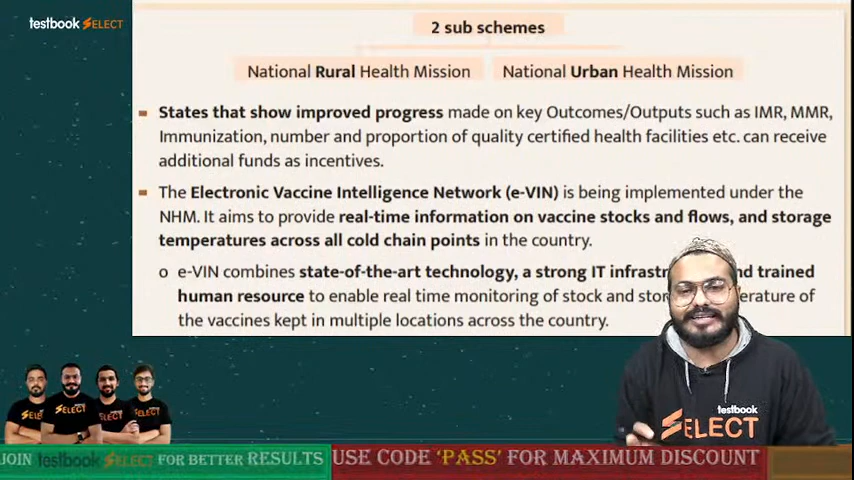 testbook SELECT
2 sub schemes
National Rural Health Mission
National Urban Health Mission
States that show improved progress made on key Outcomes/Outputs such as IMR, MMR,
Immunization, number and proportion of quality certified health facilities etc. can receive
additional funds as incentives.
The Electronic Vaccine Intelligence Network (e-VIN) is being implemented under the
NHM. It aims to provide real-time information on vaccine stocks and flows, and storage
temperatures across all cold chain points in the country.
o e-VIN combines state-of-the-art technology, a strong IT trained
human resource to enable real time monitoring of stock and of
the vaccines kept in multiple locations across the country.
testbook
SELECT
SELECT
JOIN testbook SELECT FOR BETTER RESULTS
USE CODE 'PASS' FOR MAXIMUM DISCOUNT